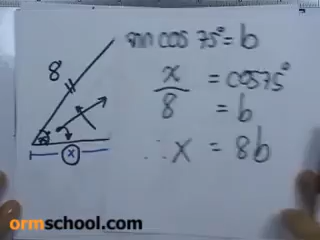 cos 75° = b
8
x/8 = cos 75°
= b
∴ x = 8b
x
ormschool.com